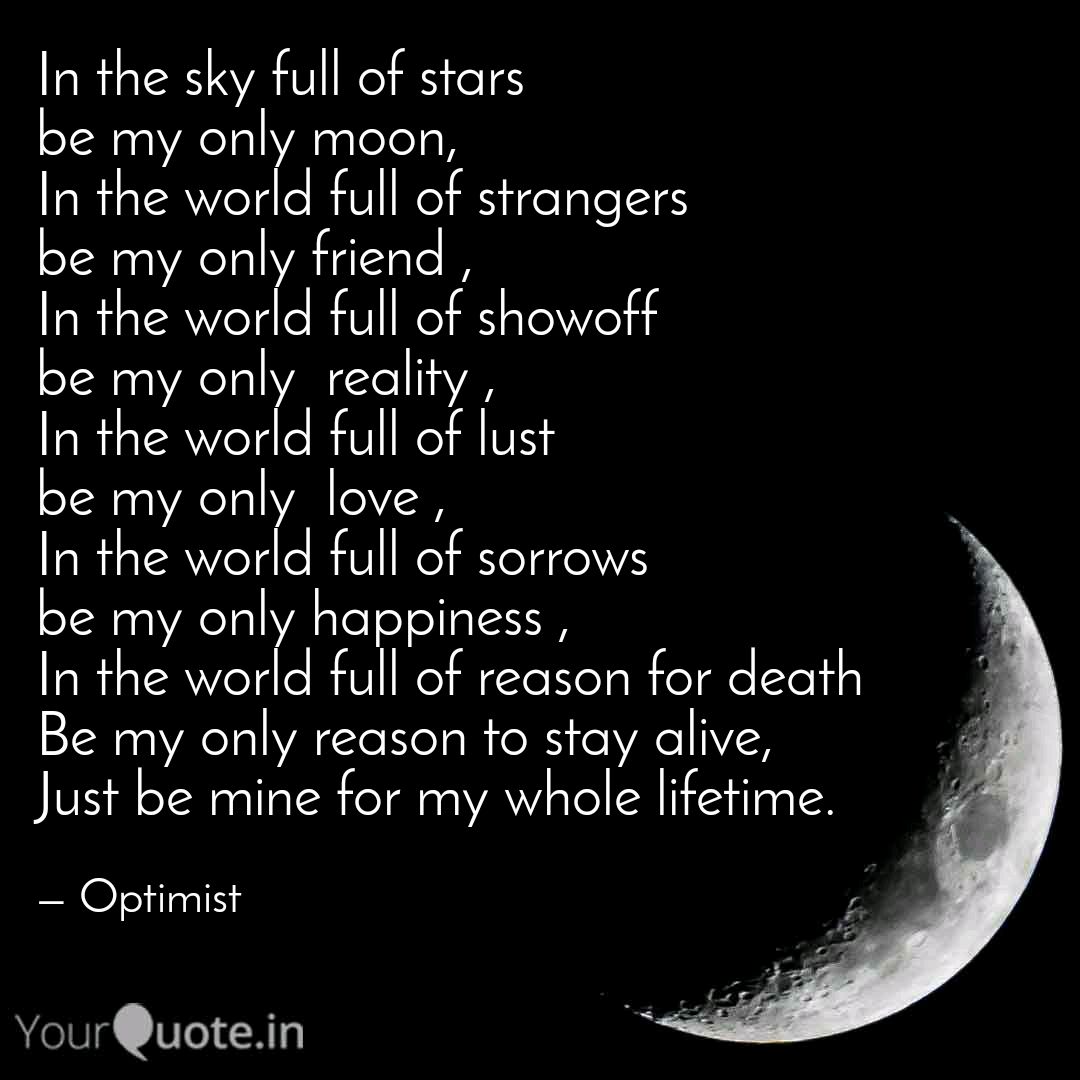 In the sky full of stars
be my only moon,
In the world full of strangers
be my only friend ,
In the world full of showoff
be my only  reality ,
In the world full of lust
be my only  love ,
In the world full of sorrows
be my only happiness ,
In the world full of reason for death
Be my only reason to stay alive,
Just be mine for my whole lifetime.
– Optimist
YourQuote.in